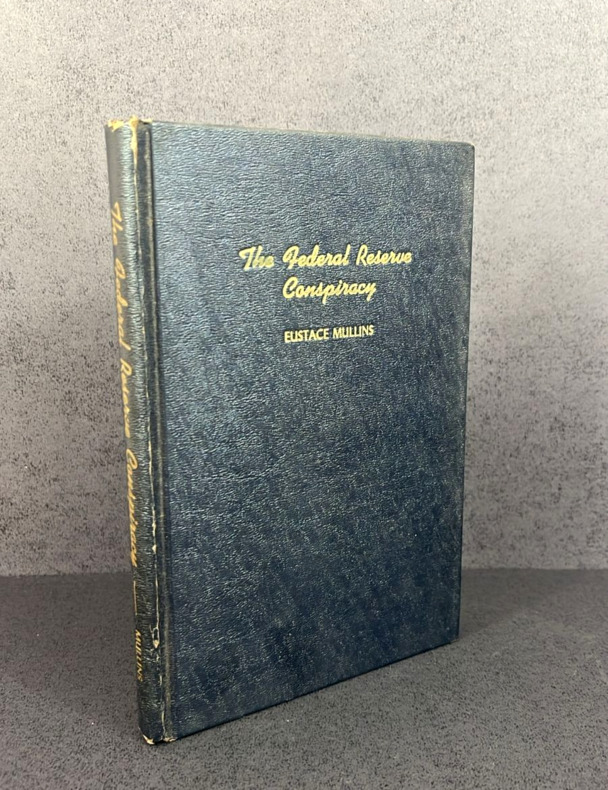 The Federal Reserve
Conspiracy
EUSTACE MULLINS
The Federal Reserve Conspiracy
MULLINS